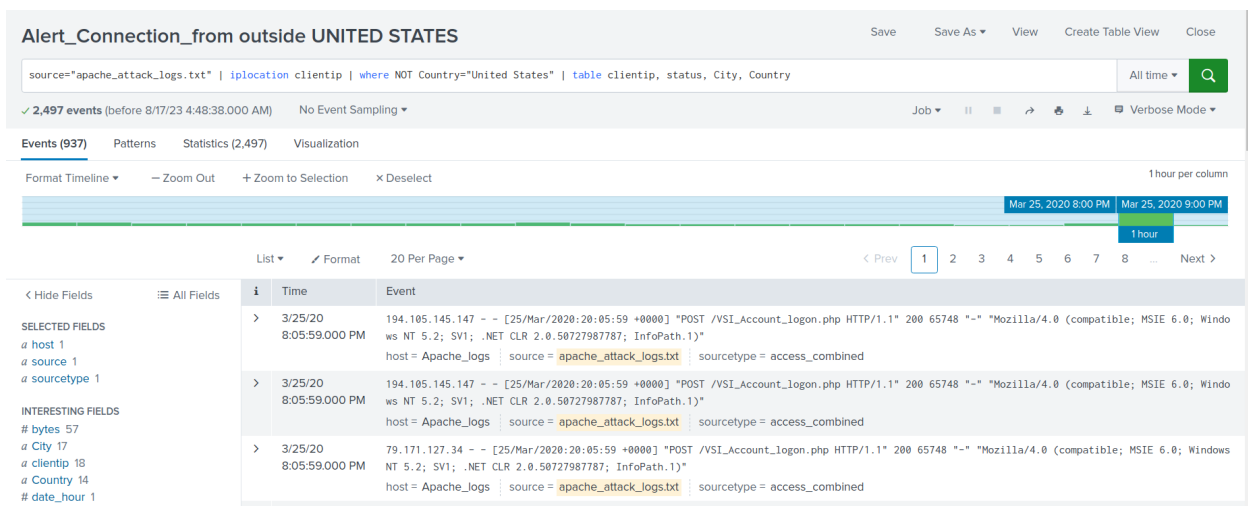 Alert_Connection_from outside UNITED STATES
Save Save As View Create Table View Close
source="apache_attack_logs.txt" | iplocation clientip | where NOT Country="United States" | table clientip, status, City, Country
All time
2,497 events (before 8/17/23 4:48:38.000 AM) No Event Sampling
Job Verbose Mode
Events (937) Patterns Statistics (2,497) Visualization
Format Timeline — Zoom Out + Zoom to Selection × Deselect
1 hour per column
Mar 25, 2020 8:00 PM Mar 25, 2020 9:00 PM
1 hour
List Format 20 Per Page
< Prev 1 2 3 4 5 6 7 8 ... Next >
< Hide Fields All Fields
i Time Event
SELECTED FIELDS
a host 1
a source 1
a sourcetype 1
INTERESTING FIELDS
# bytes 57
a City 17
a clientip 18
a Country 14
# date_hour 1
> 3/25/20
8:05:59.000 PM
194.105.145.147 - - [25/Mar/2020:20:05:59 +0000] "POST /VSI_Account_logon.php HTTP/1.1" 200 65748 "-" "Mozilla/4.0 (compatible; MSIE 6.0; Windo
ws NT 5.2; SV1; .NET CLR 2.0.50727987787; InfoPath.1)"
host = Apache_logs source = apache_attack_logs.txt sourcetype = access_combined
> 3/25/20
8:05:59.000 PM
194.105.145.147 - - [25/Mar/2020:20:05:59 +0000] "POST /VSI_Account_logon.php HTTP/1.1" 200 65748 "-" "Mozilla/4.0 (compatible; MSIE 6.0; Windo
ws NT 5.2; SV1; .NET CLR 2.0.50727987787; InfoPath.1)"
host = Apache_logs source = apache_attack_logs.txt sourcetype = access_combined
> 3/25/20
8:05:59.000 PM
79.171.127.34 - - [25/Mar/2020:20:05:59 +0000] "POST /VSI_Account_logon.php HTTP/1.1" 200 65748 "-" "Mozilla/4.0 (compatible; MSIE 6.0; Windows
NT 5.2; SV1; .NET CLR 2.0.50727987787; InfoPath.1)"
host = Apache_logs source = apache_attack_logs.txt sourcetype = access_combined